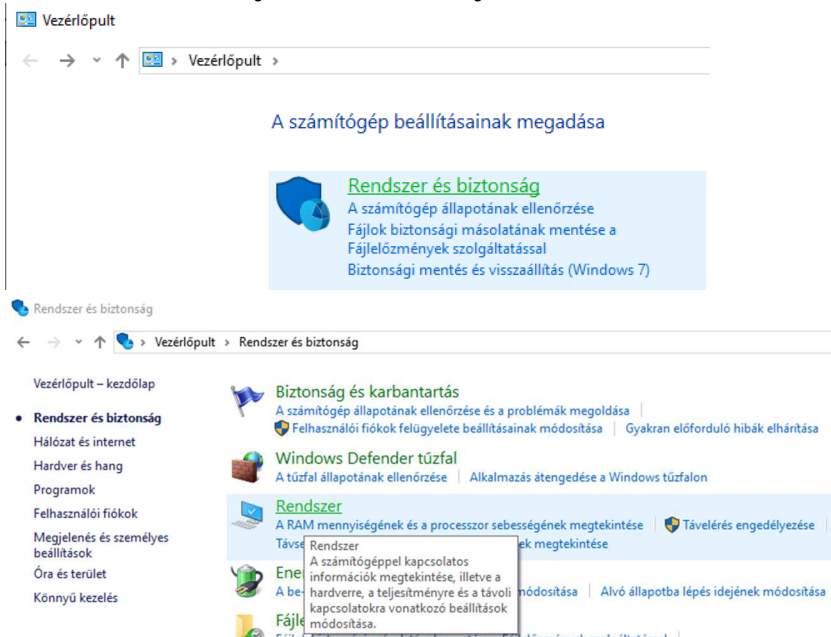 Vezérlőpult
Vezérlőpult
A számítógép beállításainak megadása
Rendszer és biztonság
A számítógép állapotának ellenőrzése
Fájlok biztonsági másolatának mentése a
Fájlelőzmények szolgáltatással
Biztonsági mentés és visszaállítás (Windows 7)
Rendszer és biztonság
Vezérlőpult > Rendszer és biztonság
Vezérlőpult – kezdőlap
Rendszer és biztonság
Hálózat és internet
Hardver és hang
Programok
Felhasználói fiókok
Megjelenés és személyes
beállítások
Óra és terület
Könnyű kezelés
Biztonság és karbantartás
A számítógép állapotának ellenőrzése és a problémák megoldása
Felhasználói fiókok felügyelete beállításainak módosítása | Gyakran előforduló hibák elhárítása
Windows Defender tűzfal
A tűzfal állapotának ellenőrzése | Alkalmazás átengedése a Windows tűzfalon
Rendszer
A RAM mennyiségének és a processzor sebességének megtekintése | Távelérés engedélyezése
Távse ek megtekintése
Rendszer
A számítógéppel kapcsolatos
információk megtekintése, illetve a
hardverre, a teljesítményre és a távoli
kapcsolatokra vonatkozó beállítások
módosítása.
Ene
A be- módosítása | Alvó állapotba lépés idejének módosítása
Fájle